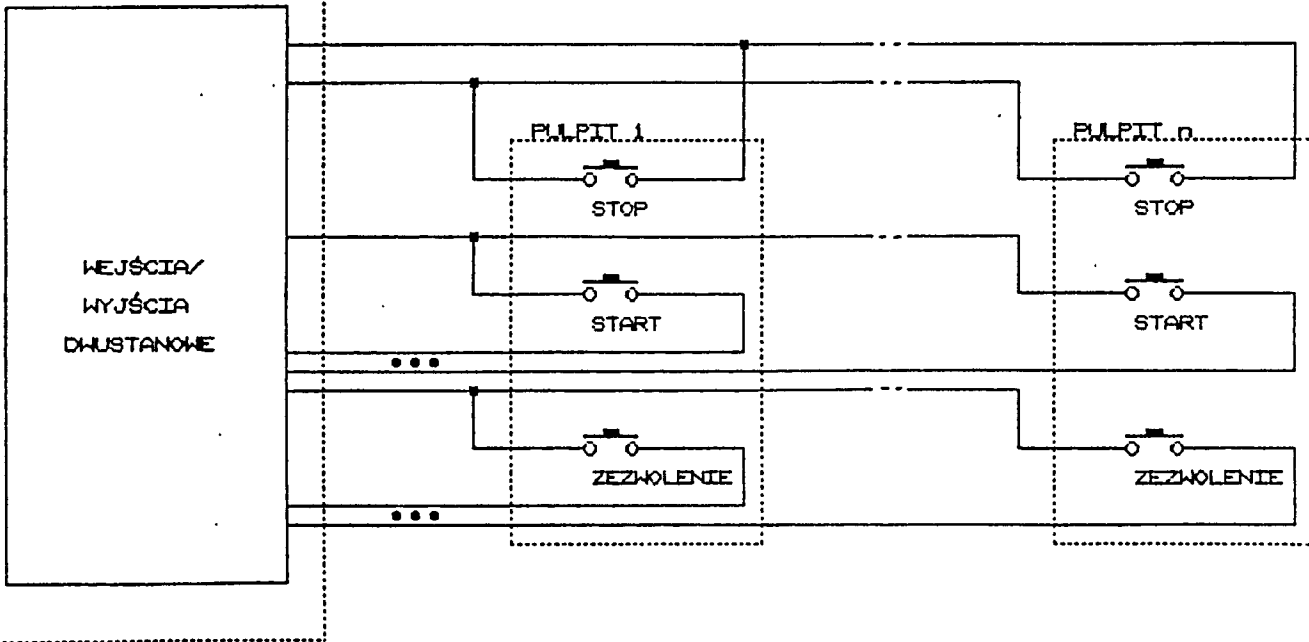 PULPIT 1
PULPIT n
STOP
STOP
WEJŚCIA/
WYJŚCIA
DWUSTANOWE
START
START
ZEZWOLENIE
ZEZWOLENIE